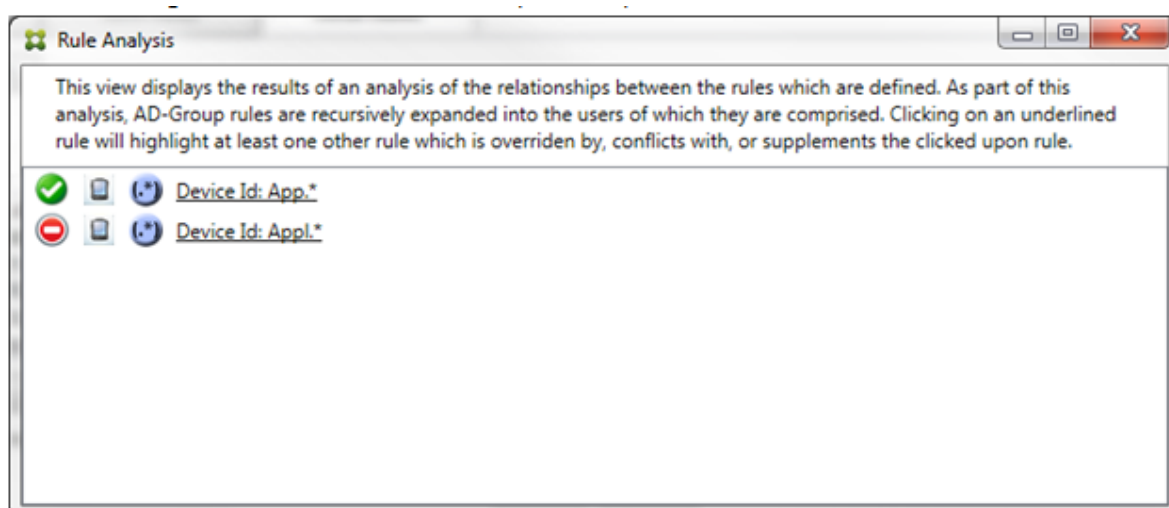 Rule Analysis
This view displays the results of an analysis of the relationships between the rules which are defined. As part of this
analysis, AD-Group rules are recursively expanded into the users of which they are comprised. Clicking on an underlined
rule will highlight at least one other rule which is overriden by, conflicts with, or supplements the clicked upon rule.
(.*) Device Id: App.*
(.*) Device Id: Appl.*